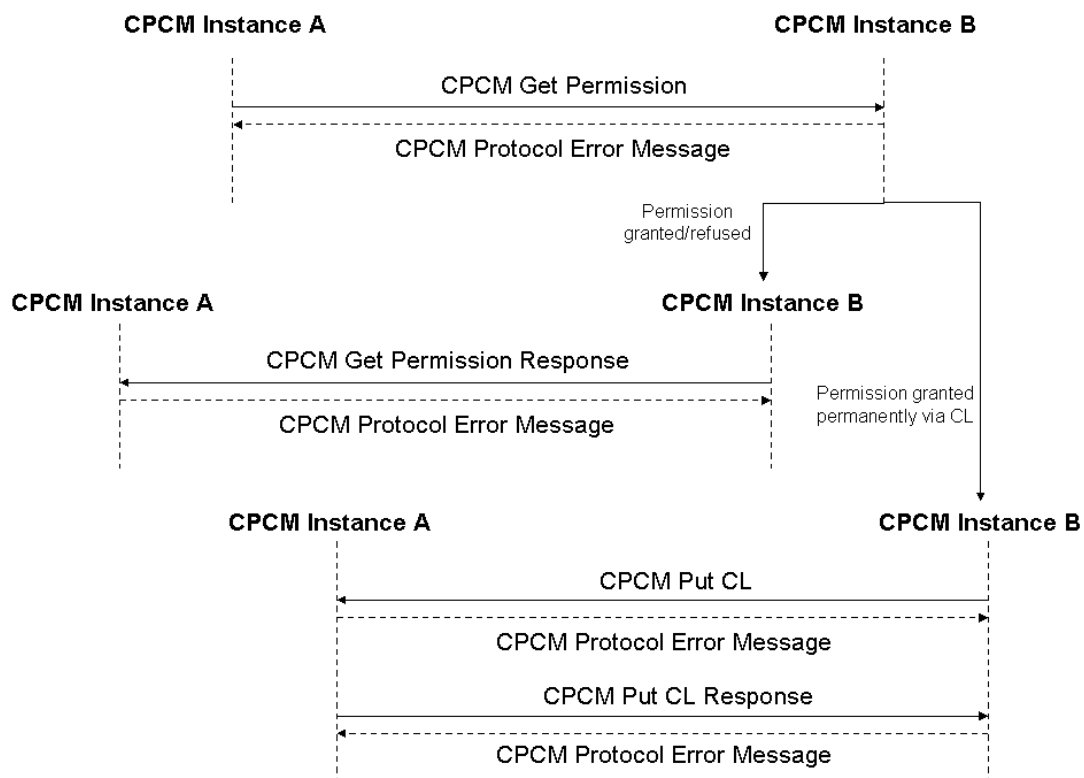 CPCM Instance A
CPCM Instance B
CPCM Get Permission
CPCM Protocol Error Message
Permission
granted/refused
CPCM Instance A
CPCM Instance B
CPCM Get Permission Response
CPCM Protocol Error Message
Permission granted
permanently via CL
CPCM Instance A
CPCM Instance B
CPCM Put CL
CPCM Protocol Error Message
CPCM Put CL Response
CPCM Protocol Error Message